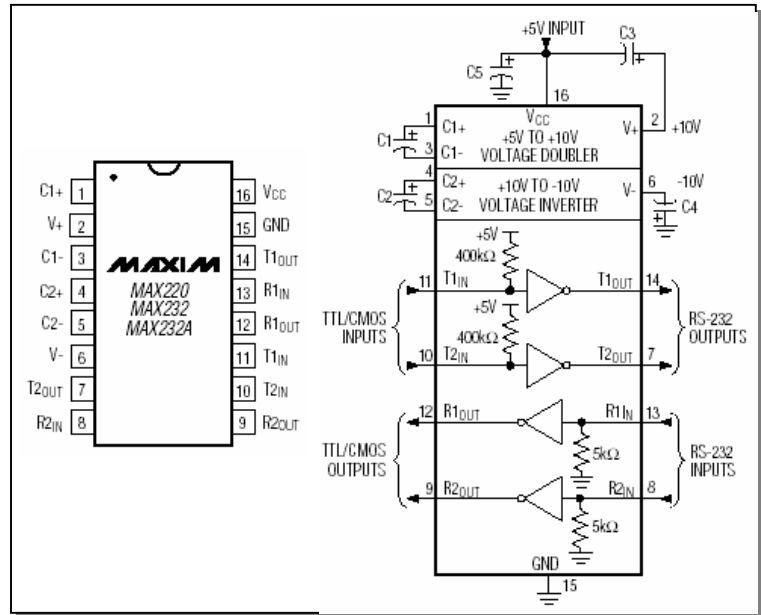 C1+ 1
V+ 2
C1- 3
C2+ 4
C2- 5
V- 6
T2OUT 7
R2IN 8
MAXIM
MAX220
MAX232
MAX232A
16 VCC
15 GND
14 T1OUT
13 R1IN
12 R1OUT
11 T1IN
10 T2IN
9 R2OUT
+5V INPUT
C3
C5
+
+
16
VCC
1 C1+
C1
+
3 C1-
+5V TO +10V
VOLTAGE DOUBLER
V+ 2 +10V
4 C2+
C2
+
5 C2-
+10V TO -10V
VOLTAGE INVERTER
V- 6 -10V
C4
+
+5V
400kΩ
11 T1IN
T1OUT 14
+5V
400kΩ
10 T2IN
T2OUT 7
TTL/CMOS
INPUTS
RS-232
OUTPUTS
12 R1OUT
R1IN 13
5kΩ
9 R2OUT
R2IN 8
5kΩ
TTL/CMOS
OUTPUTS
RS-232
INPUTS
GND
15